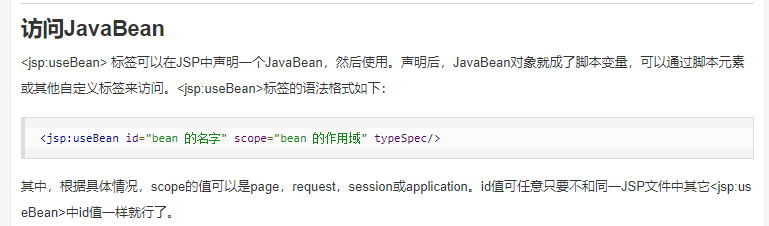 访问JavaBean
<jsp:useBean> 标签可以在JSP中声明一个JavaBean，然后使用。声明后，JavaBean对象就成了脚本变量，可以通过脚本元素
或其他自定义标签来访问。<jsp:useBean>标签的语法格式如下：
<jsp:useBean id="bean 的名字" scope="bean 的作用域" typeSpec/>
其中，根据具体情况，scope的值可以是page，request，session或application。id值可任意只要不和同一JSP文件中其它<jsp:us
eBean>中id值一样就行了。